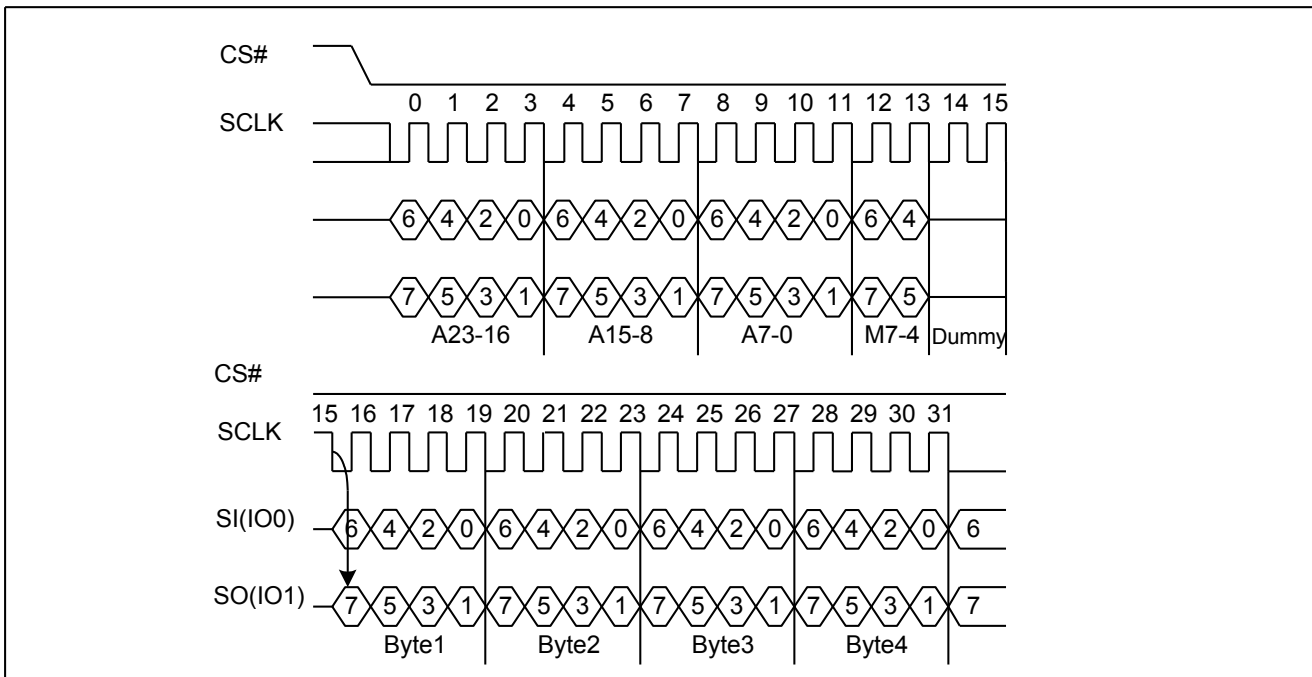 CS#
0 1 2 3 4 5 6 7 8 9 10 11 12 13 14 15
SCLK
6 4 2 0 6 4 2 0 6 4 2 0 6 4
7 5 3 1 7 5 3 1 7 5 3 1 7 5
A23-16 A15-8 A7-0 M7-4 Dummy
CS#
15 16 17 18 19 20 21 22 23 24 25 26 27 28 29 30 31
SCLK
SI(IO0) 6 4 2 0 6 4 2 0 6 4 2 0 6 4 2 0 6
SO(IO1) 7 5 3 1 7 5 3 1 7 5 3 1 7 5 3 1 7
Byte1 Byte2 Byte3 Byte4